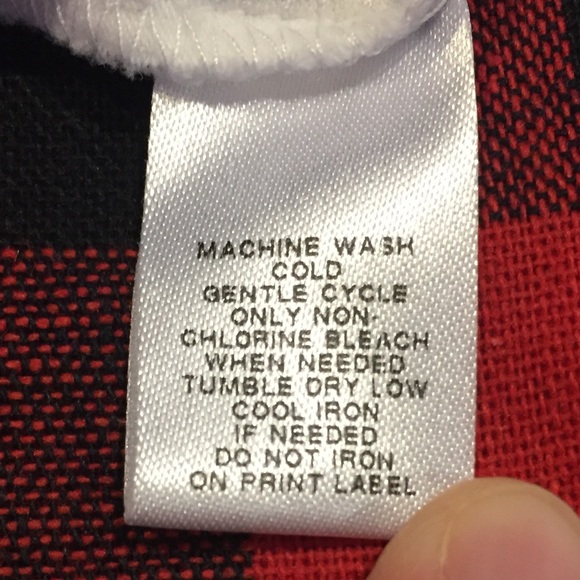 MACHINE WASH
COLD
GENTLE CYCLE
ONLY NON-
CHLORINE BLEACH
WHEN NEEDED
TUMBLE DRY LOW
COOL IRON
IF NEEDED
DO NOT IRON
ON PRINT LABEL